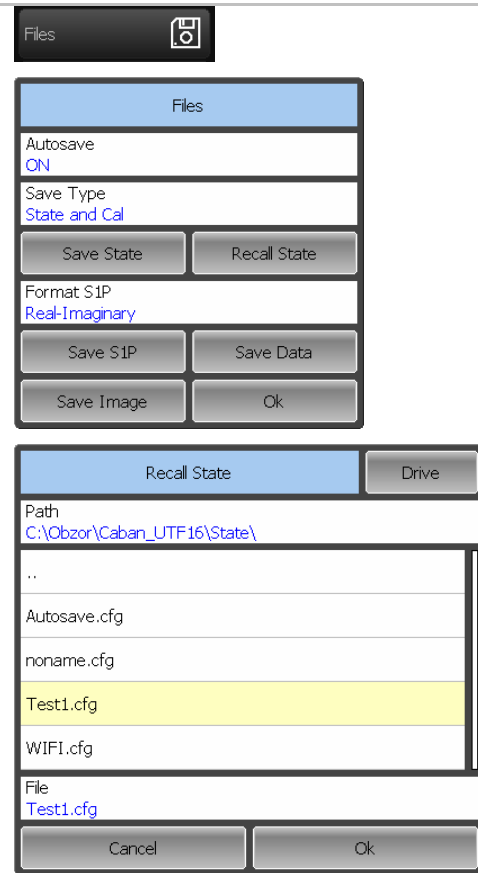 Files
Files
Autosave
ON
Save Type
State and Cal
Save State Recall State
Format S1P
Real-Imaginary
Save S1P Save Data
Save Image Ok
Recall State Drive
Path
C:\Obzor\Caban_UTF16\State\
..
Autosave.cfg
noname.cfg
Test1.cfg
WIFI.cfg
File
Test1.cfg
Cancel Ok